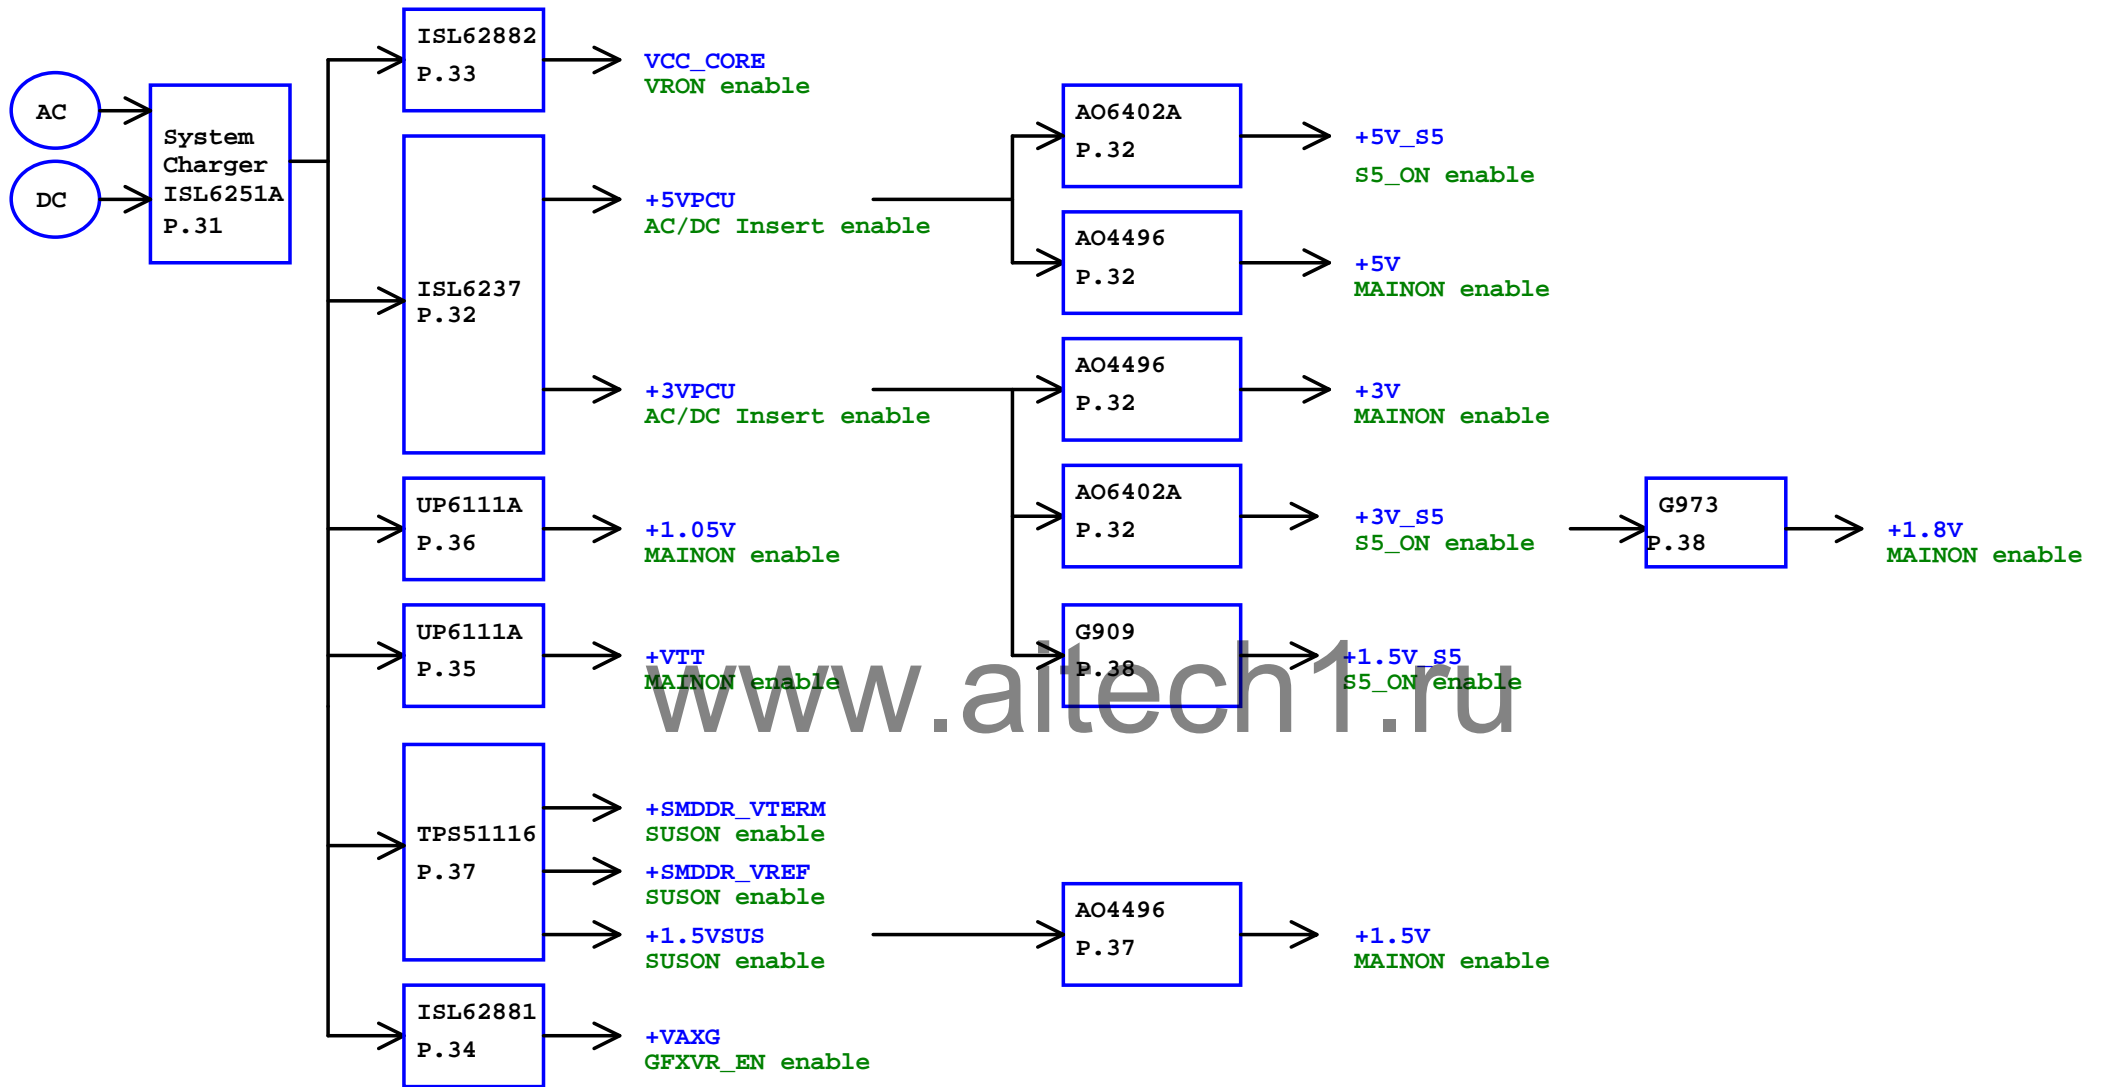 AC
DC
System
Charger
ISL6251A
P.31
ISL62882
P.33
VCC_CORE
VRON enable
ISL6237
P.32
+5VPCU
AC/DC Insert enable
+3VPCU
AC/DC Insert enable
AO6402A
P.32
+5V_S5
S5_ON enable
AO4496
P.32
+5V
MAINON enable
AO4496
P.32
+3V
MAINON enable
AO6402A
P.32
+3V_S5
S5_ON enable
G973
P.38
+1.8V
MAINON enable
G909
P.38
+1.5V_S5
S5_ON enable
UP6111A
P.36
+1.05V
MAINON enable
UP6111A
P.35
+VTT
MAINON enable
www.aitech1.ru
TPS51116
P.37
+SMDDR_VTERM
SUSON enable
+SMDDR_VREF
SUSON enable
+1.5VSUS
SUSON enable
AO4496
P.37
+1.5V
MAINON enable
ISL62881
P.34
+VAXG
GFXVR_EN enable